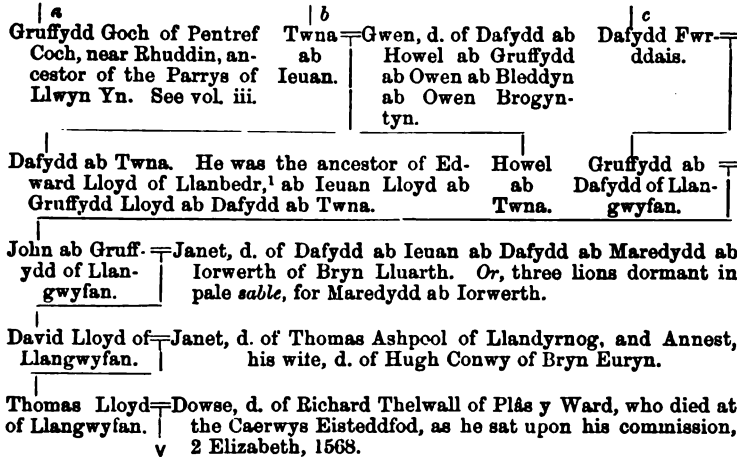 a b c
Gruffydd Goch of Pentref
Coch, near Rhuddin, an-
cestor of the Parrys of
Llwyn Yn. See vol. iii.
Twna
ab
Ieuan.
Gwen, d. of Dafydd ab
Howel ab Gruffydd
ab Owen ab Bleddyn
ab Owen Brogyn-
tyn.
Dafydd Fwr-
ddais.
Dafydd ab Twna. He was the ancestor of Ed-
ward Lloyd of Llanbedr,¹ ab Ieuan Lloyd ab
Gruffydd Lloyd ab Dafydd ab Twna.
Howel
ab
Twna.
Gruffydd ab
Dafydd of Llan-
gwyfan.
John ab Gruff-
ydd of Llan-
gwyfan.
Janet, d. of Dafydd ab Ieuan ab Dafydd ab Maredydd ab
Iorwerth of Bryn Lluarth. Or, three lions dormant in
pale sable, for Maredydd ab Iorwerth.
David Lloyd of
Llangwyfan.
Janet, d. of Thomas Ashpool of Llandyrnog, and Annest,
his wife, d. of Hugh Conwy of Bryn Euryn.
Thomas Lloyd
of Llangwyfan.
Dowse, d. of Richard Thelwall of Plâs y Ward, who died at
the Caerwys Eisteddfod, as he sat upon his commission,
2 Elizabeth, 1568.